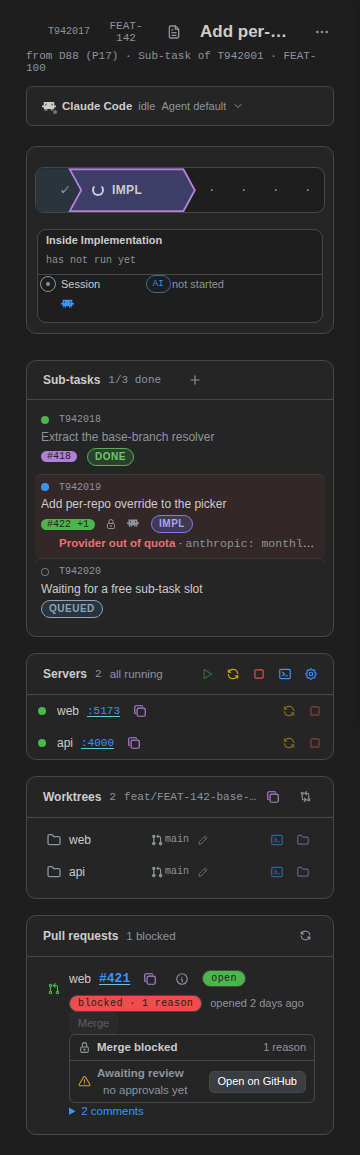 T942017 FEAT-142 Add per-…
from D88 (P17) · Sub-task of T942001 · FEAT-100
Claude Code idle Agent default
✓ IMPL
Inside Implementation
has not run yet
Session AI not started
Sub-tasks 1/3 done +
T942018
Extract the base-branch resolver
#418 DONE
T942019
Add per-repo override to the picker
#422 +1 IMPL
Provider out of quota · anthropic: monthl…
T942020
Waiting for a free sub-task slot
QUEUED
Servers 2 all running
web :5173
api :4000
Worktrees 2 feat/FEAT-142-base-…
web main
api main
Pull requests 1 blocked
web #421 open
blocked · 1 reason opened 2 days ago
Merge
Merge blocked 1 reason
Awaiting review
no approvals yet Open on GitHub
2 comments